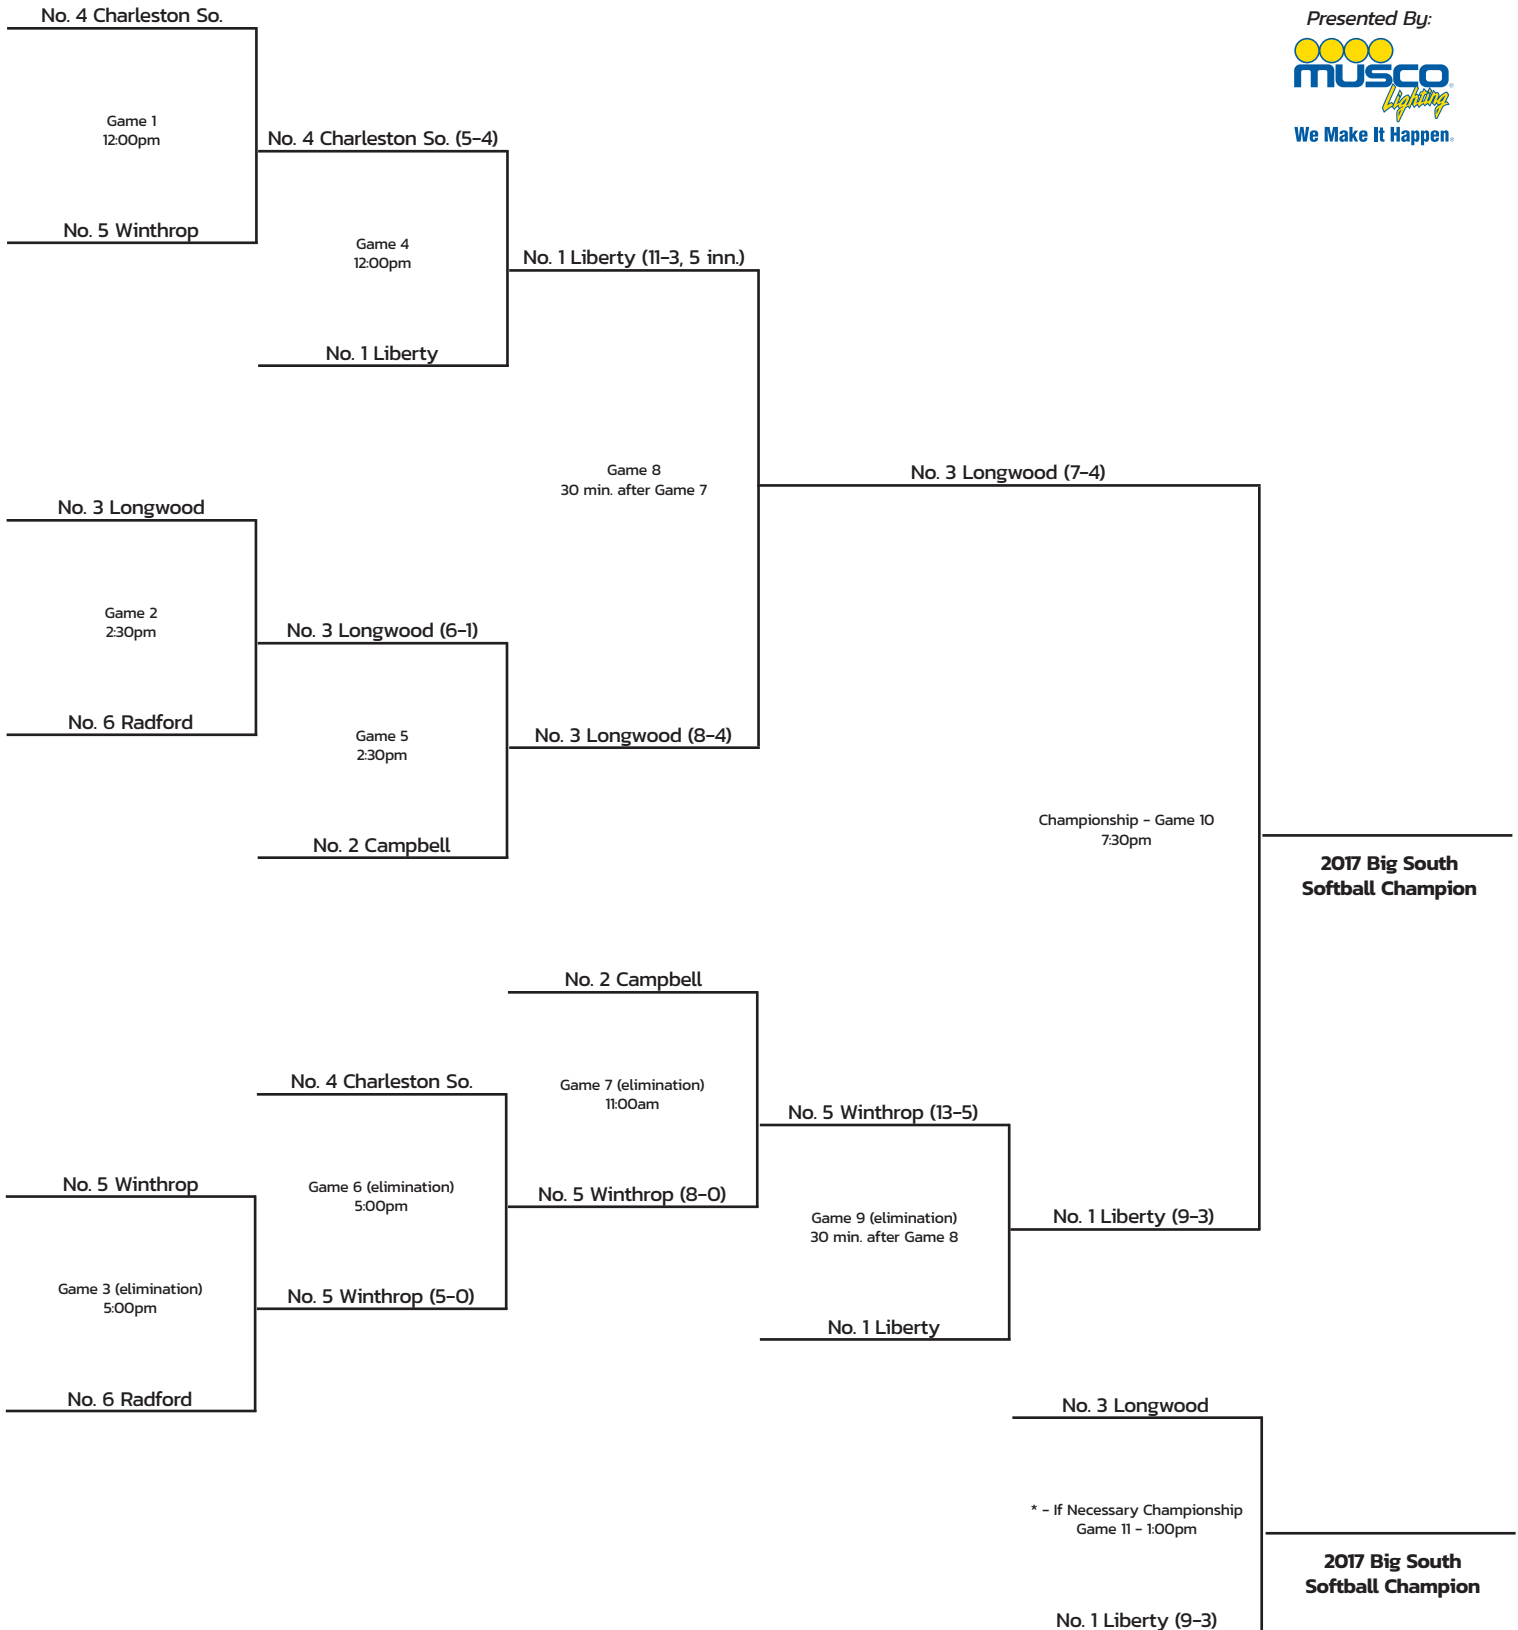 No. 4 Charleston So.
Presented By:
musco
Lighting
We Make It Happen®
Game 1
12:00pm
No. 4 Charleston So. (5-4)
No. 5 Winthrop
Game 4
12:00pm
No. 1 Liberty (11-3, 5 inn.)
No. 1 Liberty
Game 8
30 min. after Game 7
No. 3 Longwood (7-4)
No. 3 Longwood
Game 2
2:30pm
No. 3 Longwood (6-1)
No. 6 Radford
Game 5
2:30pm
No. 3 Longwood (8-4)
No. 2 Campbell
Championship - Game 10
7:30pm
2017 Big South
Softball Champion
No. 2 Campbell
No. 4 Charleston So.
Game 7 (elimination)
11:00am
No. 5 Winthrop (13-5)
No. 5 Winthrop
Game 6 (elimination)
5:00pm
No. 5 Winthrop (8-0)
Game 9 (elimination)
30 min. after Game 8
No. 1 Liberty (9-3)
Game 3 (elimination)
5:00pm
No. 5 Winthrop (5-0)
No. 1 Liberty
No. 6 Radford
No. 3 Longwood
* - If Necessary Championship
Game 11 - 1:00pm
2017 Big South
Softball Champion
No. 1 Liberty (9-3)